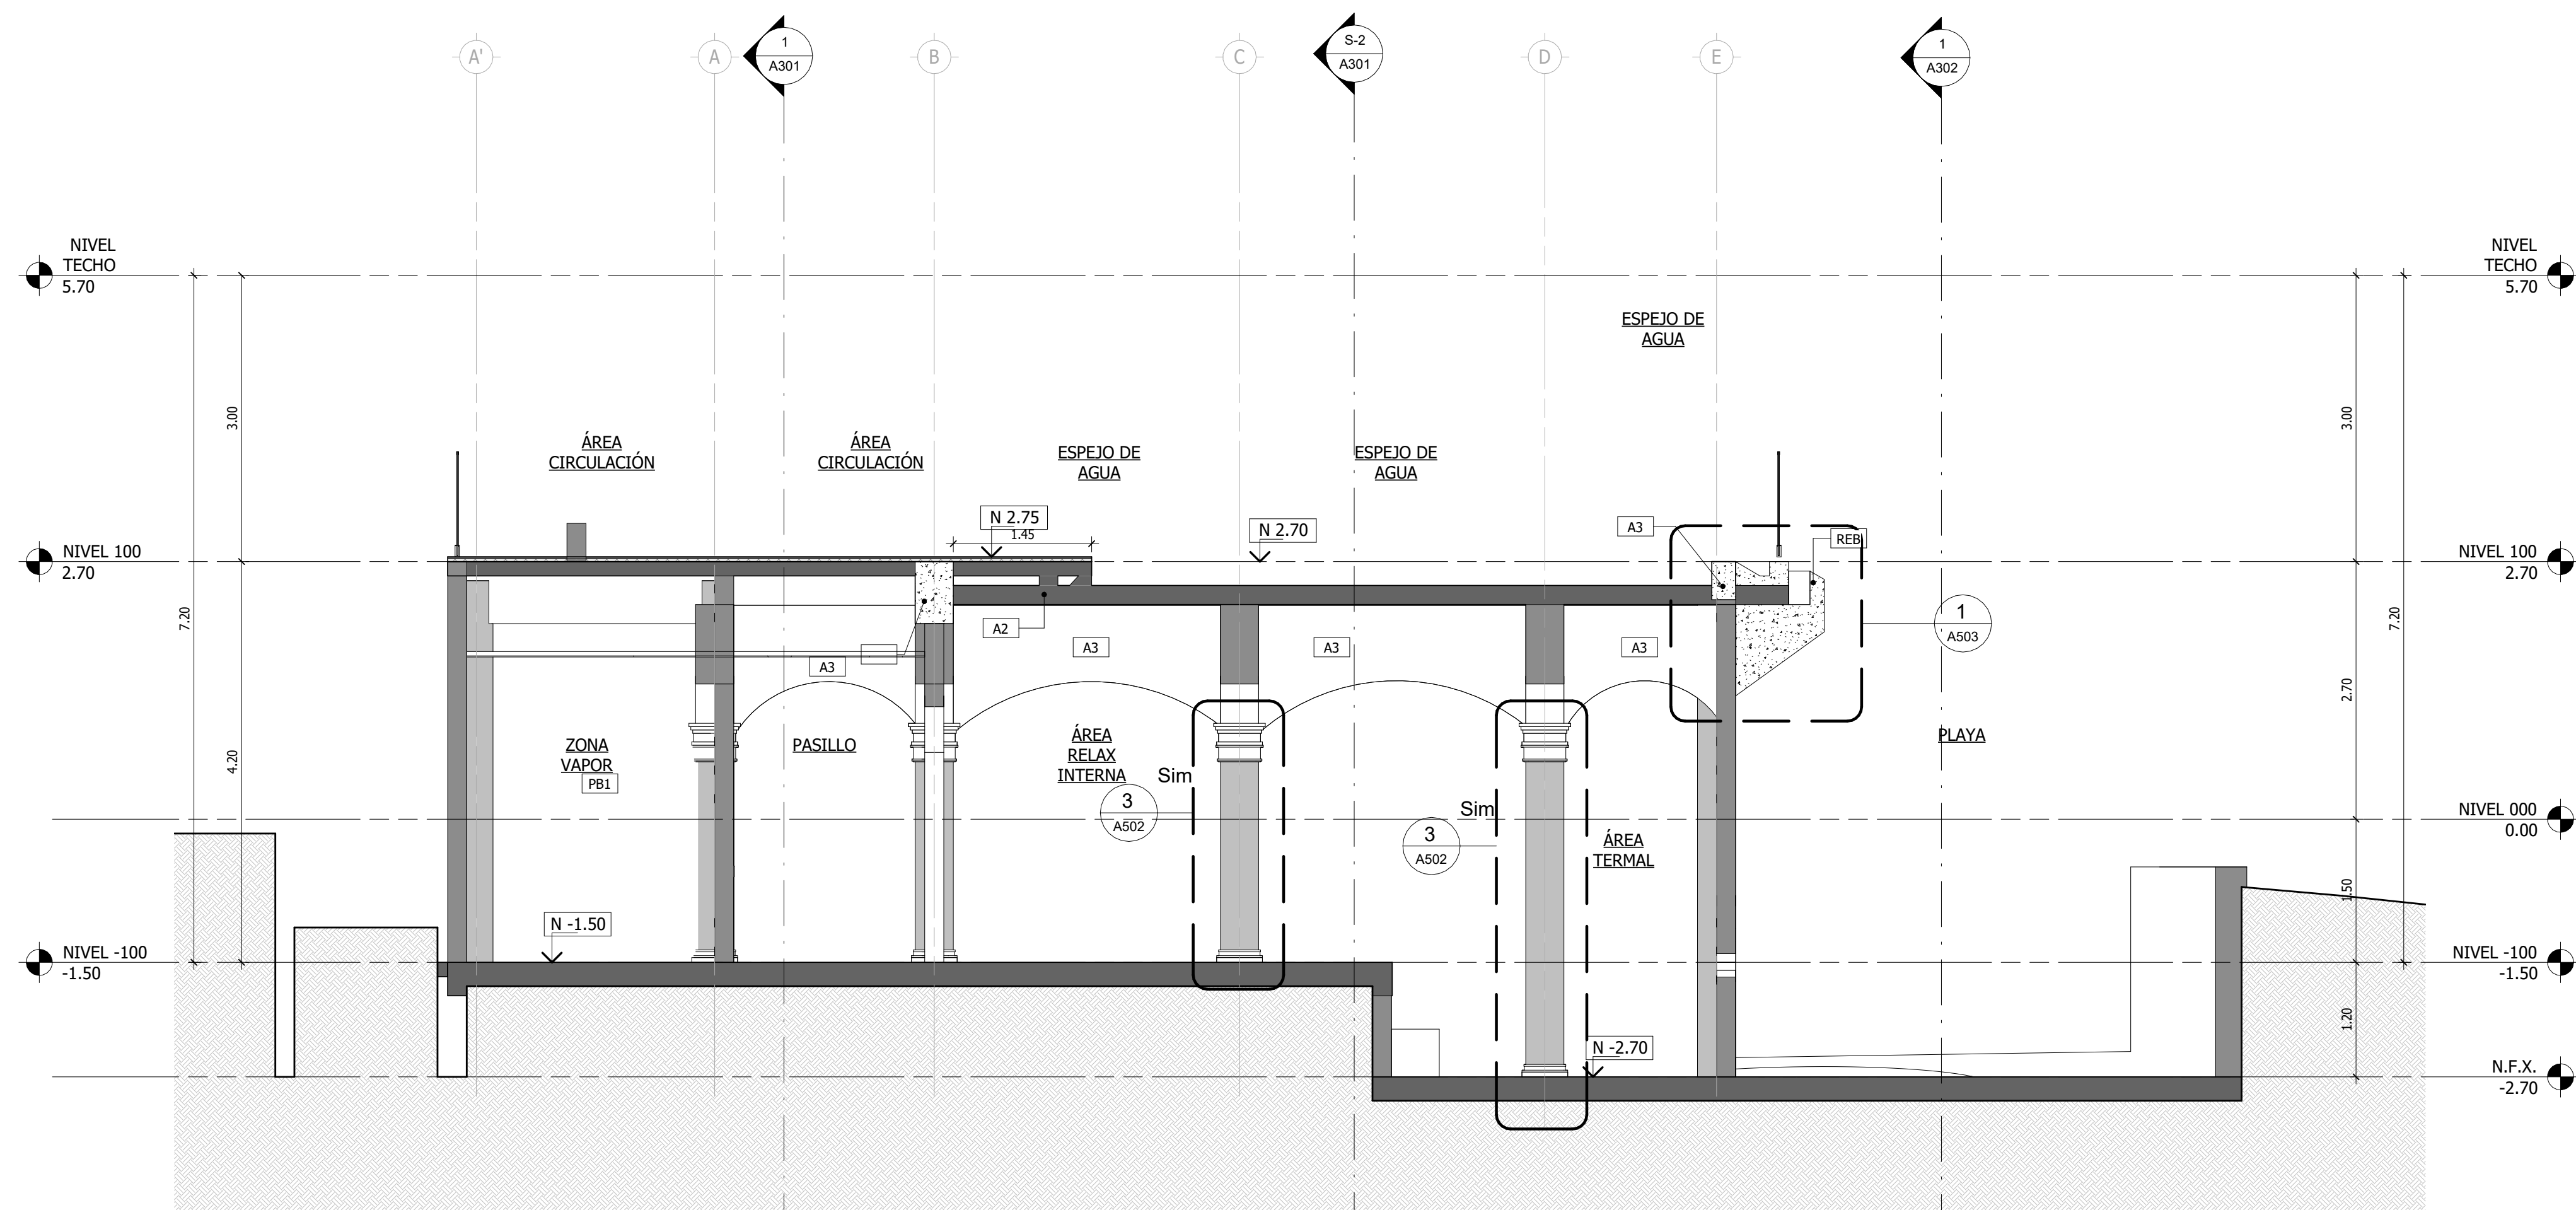 A'
A
1
A301
B
C
S-2
A301
D
E
1
A302
NIVEL
TECHO
5.70
NIVEL
TECHO
5.70
ESPEJO DE
AGUA
3.00
3.00
ÁREA
CIRCULACIÓN
ÁREA
CIRCULACIÓN
ESPEJO DE
AGUA
ESPEJO DE
AGUA
N 2.75
1.45
N 2.70
A3
REB
NIVEL 100
2.70
NIVEL 100
2.70
7.20
7.20
A2
A3
A3
A3
A3
1
A503
2.70
4.20
ZONA
VAPOR
PB1
PASILLO
ÁREA
RELAX
INTERNA
Sim
3
A502
Sim
3
A502
PLAYA
NIVEL 000
0.00
ÁREA
TERMAL
1.50
N -1.50
NIVEL -100
-1.50
NIVEL -100
-1.50
1.20
N -2.70
N.F.X.
-2.70